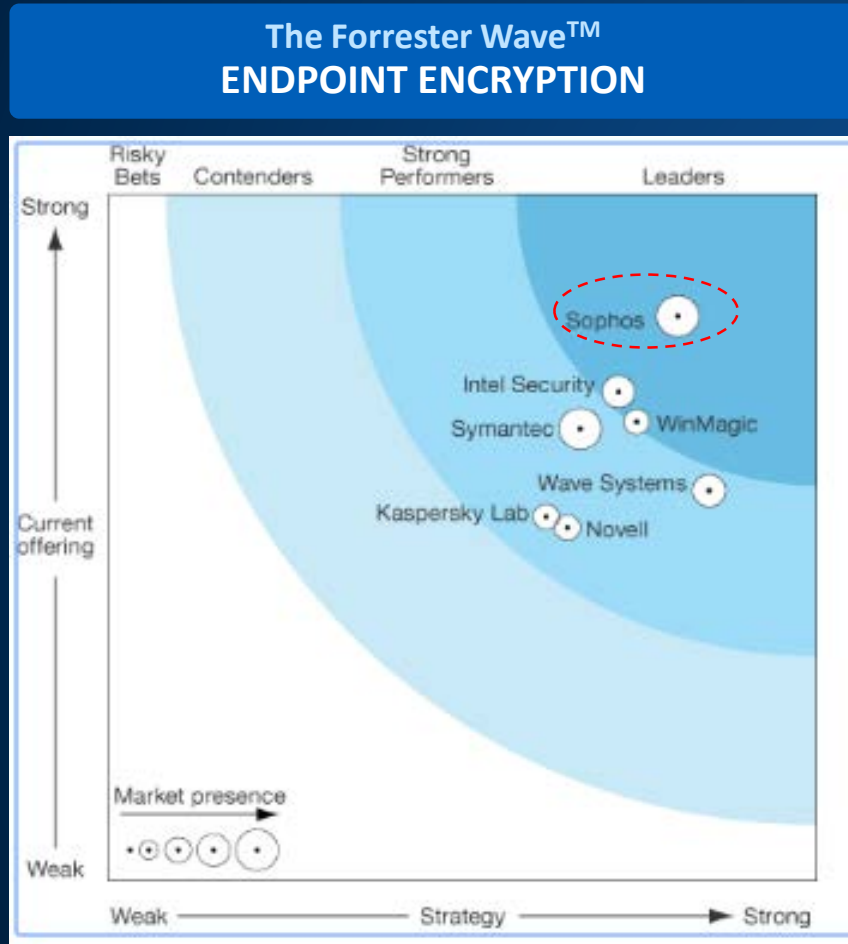 The Forrester Wave™
ENDPOINT ENCRYPTION
Risky
Bets
Contenders
Strong
Performers
Leaders
Strong
Sophos
Intel Security
Symantec
WinMagic
Wave Systems
Kaspersky Lab
Novell
Current
offering
Market presence
Weak
Weak
Strategy
Strong